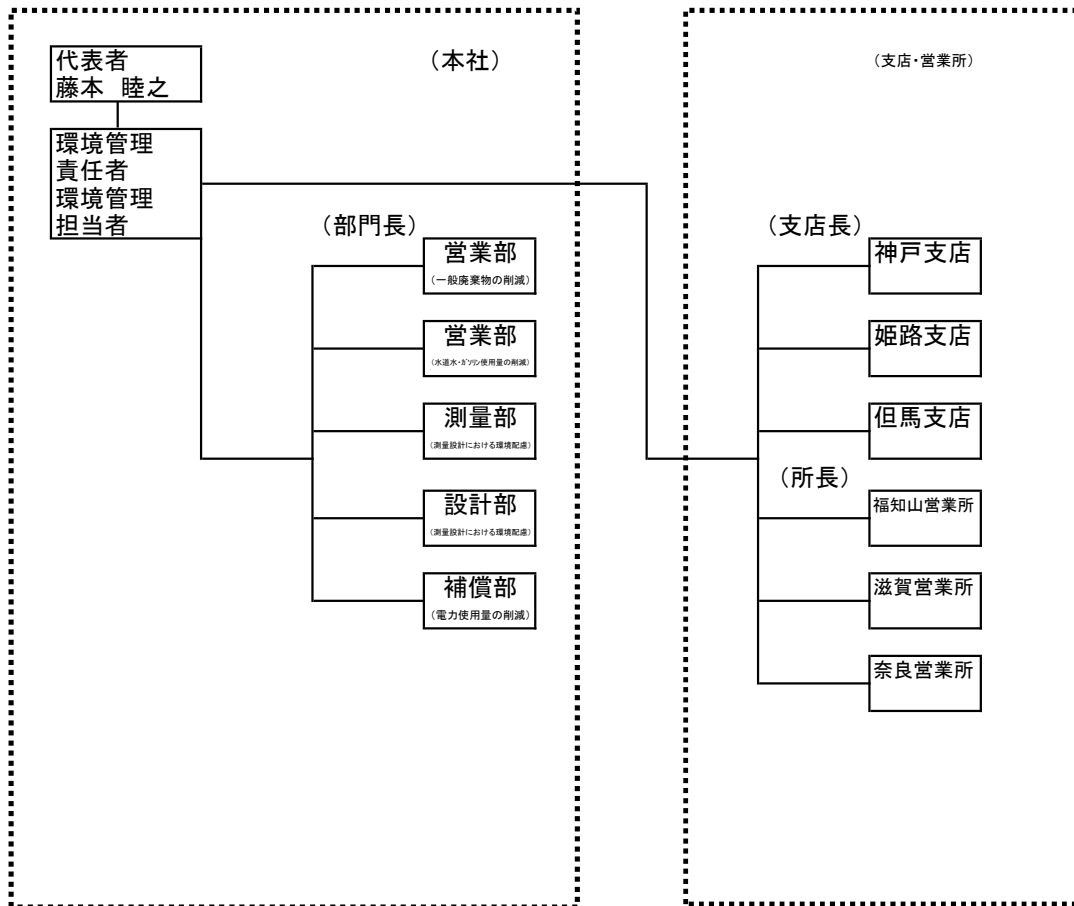 代表者
藤本　睦之
（本社）
環境管理
責任者
環境管理
担当者
（部門長）
営業部
（一般廃棄物の削減）
営業部
（水道水・ガソリン使用量の削減）
測量部
（測量設計における環境配慮）
設計部
（測量設計における環境配慮）
補償部
（電力使用量の削減）
（支店・営業所）
（支店長）
神戸支店
姫路支店
但馬支店
（所長）
福知山営業所
滋賀営業所
奈良営業所